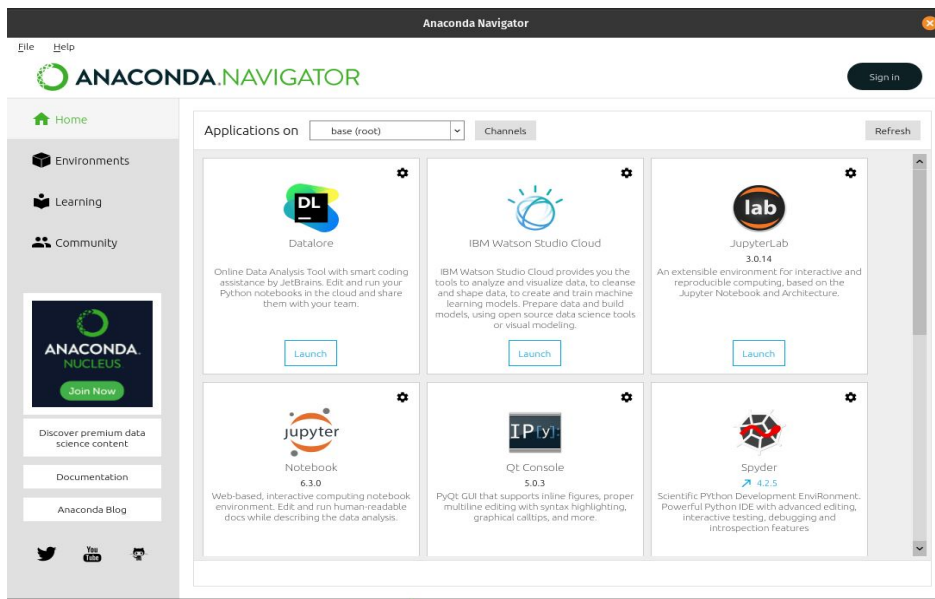 Anaconda Navigator
File Help
ANACONDA.NAVIGATOR
Sign in
Home
Environments
Learning
Community
ANACONDA.
NUCLEUS
Join Now
Discover premium data
science content
Documentation
Anaconda Blog
You
Tube
Applications on base (root) Channels Refresh
DL
Datalore
Online Data Analysis Tool with smart coding
assistance by JetBrains. Edit and run your
Python notebooks in the cloud and share
them with your team.
Launch
IBM Watson Studio Cloud
IBM Watson Studio Cloud provides you the
tools to analyze and visualize data, to cleanse
and shape data, to create and train machine
learning models. Prepare data and build
models, using open source data science tools
or visual modeling.
Launch
lab
JupyterLab
3.0.14
An extensible environment for interactive and
reproducible computing, based on the
Jupyter Notebook and Architecture.
Launch
jupyter
Notebook
6.3.0
Web-based, interactive computing notebook
environment. Edit and run human-readable
docs while describing the data analysis.
IP[y]:
Qt Console
5.0.3
PyQt GUI that supports inline figures, proper
multiline editing with syntax highlighting,
graphical calltips, and more.
Spyder
4.2.5
Scientific PYthon Development EnviRonment.
Powerful Python IDE with advanced editing,
interactive testing, debugging and
introspection features